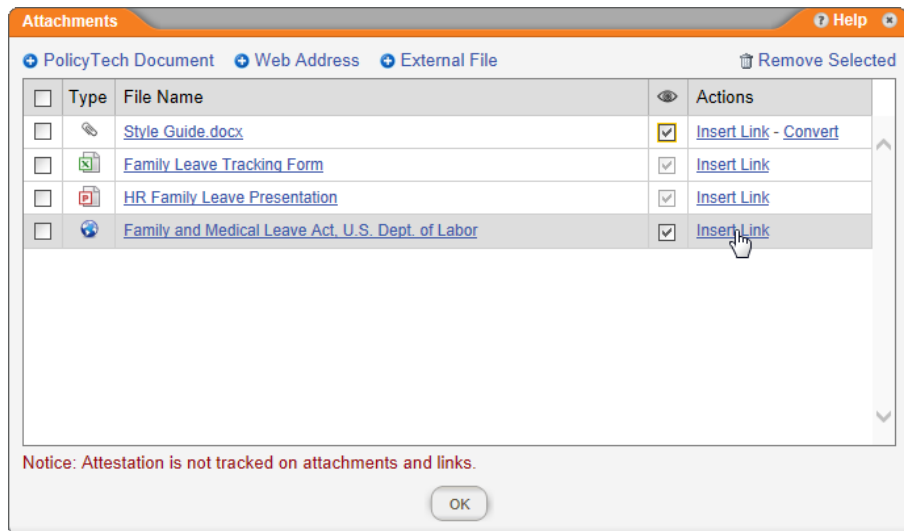 Attachments Help
PolicyTech Document Web Address External File Remove Selected
Type File Name Actions
Style Guide.docx Insert Link - Convert
Family Leave Tracking Form Insert Link
HR Family Leave Presentation Insert Link
Family and Medical Leave Act, U.S. Dept. of Labor Insert Link
Notice: Attestation is not tracked on attachments and links.
OK